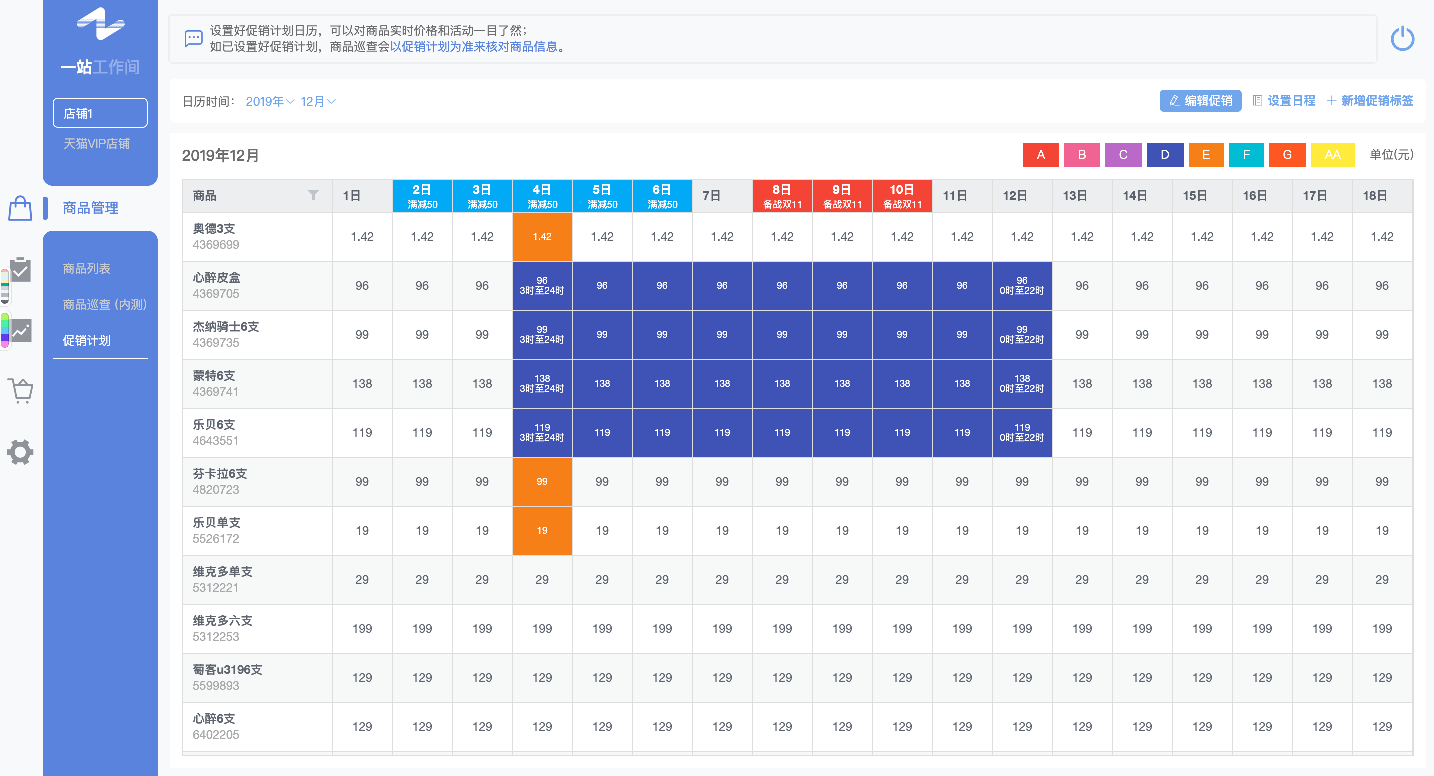 一站工作间
店铺1
天猫VIP店铺
商品管理
商品列表
商品巡查 (内测)
促销计划
设置好促销计划日历，可以对商品实时价格和活动一目了然；
如已设置好促销计划，商品巡查会以促销计划为准来核对商品信息。
日历时间： 2019年 12月
编辑促销 设置日程 新增促销标签
2019年12月
A B C D E F G AA 单位(元)
商品 1日 2日 3日 4日 5日 6日 7日 8日 9日 10日 11日 12日 13日 14日 15日 16日 17日 18日
满减50 满减50 满减50 满减50 满减50 备战双11 备战双11 备战双11
奥德3支
4369699
1.42 1.42 1.42 1.42 1.42 1.42 1.42 1.42 1.42 1.42 1.42 1.42 1.42 1.42 1.42 1.42 1.42 1.42
心醉皮盒
4369705
96 96 96 96 96 96 96 96 96 96 96 96 96 96 96 96 96 96
3时至24时 0时至22时
杰纳骑士6支
4369735
99 99 99 99 99 99 99 99 99 99 99 99 99 99 99 99 99 99
3时至24时 0时至22时
蒙特6支
4369741
138 138 138 138 138 138 138 138 138 138 138 138 138 138 138 138 138 138
3时至24时 0时至22时
乐贝6支
4643551
119 119 119 119 119 119 119 119 119 119 119 119 119 119 119 119 119 119
3时至24时 0时至22时
芬卡拉6支
4820723
99 99 99 99 99 99 99 99 99 99 99 99 99 99 99 99 99 99
乐贝单支
5526172
19 19 19 19 19 19 19 19 19 19 19 19 19 19 19 19 19 19
维克多单支
5312221
29 29 29 29 29 29 29 29 29 29 29 29 29 29 29 29 29 29
维克多六支
5312253
199 199 199 199 199 199 199 199 199 199 199 199 199 199 199 199 199 199
葡客u3196支
5599893
129 129 129 129 129 129 129 129 129 129 129 129 129 129 129 129 129 129
心醉6支
6402205
129 129 129 129 129 129 129 129 129 129 129 129 129 129 129 129 129 129